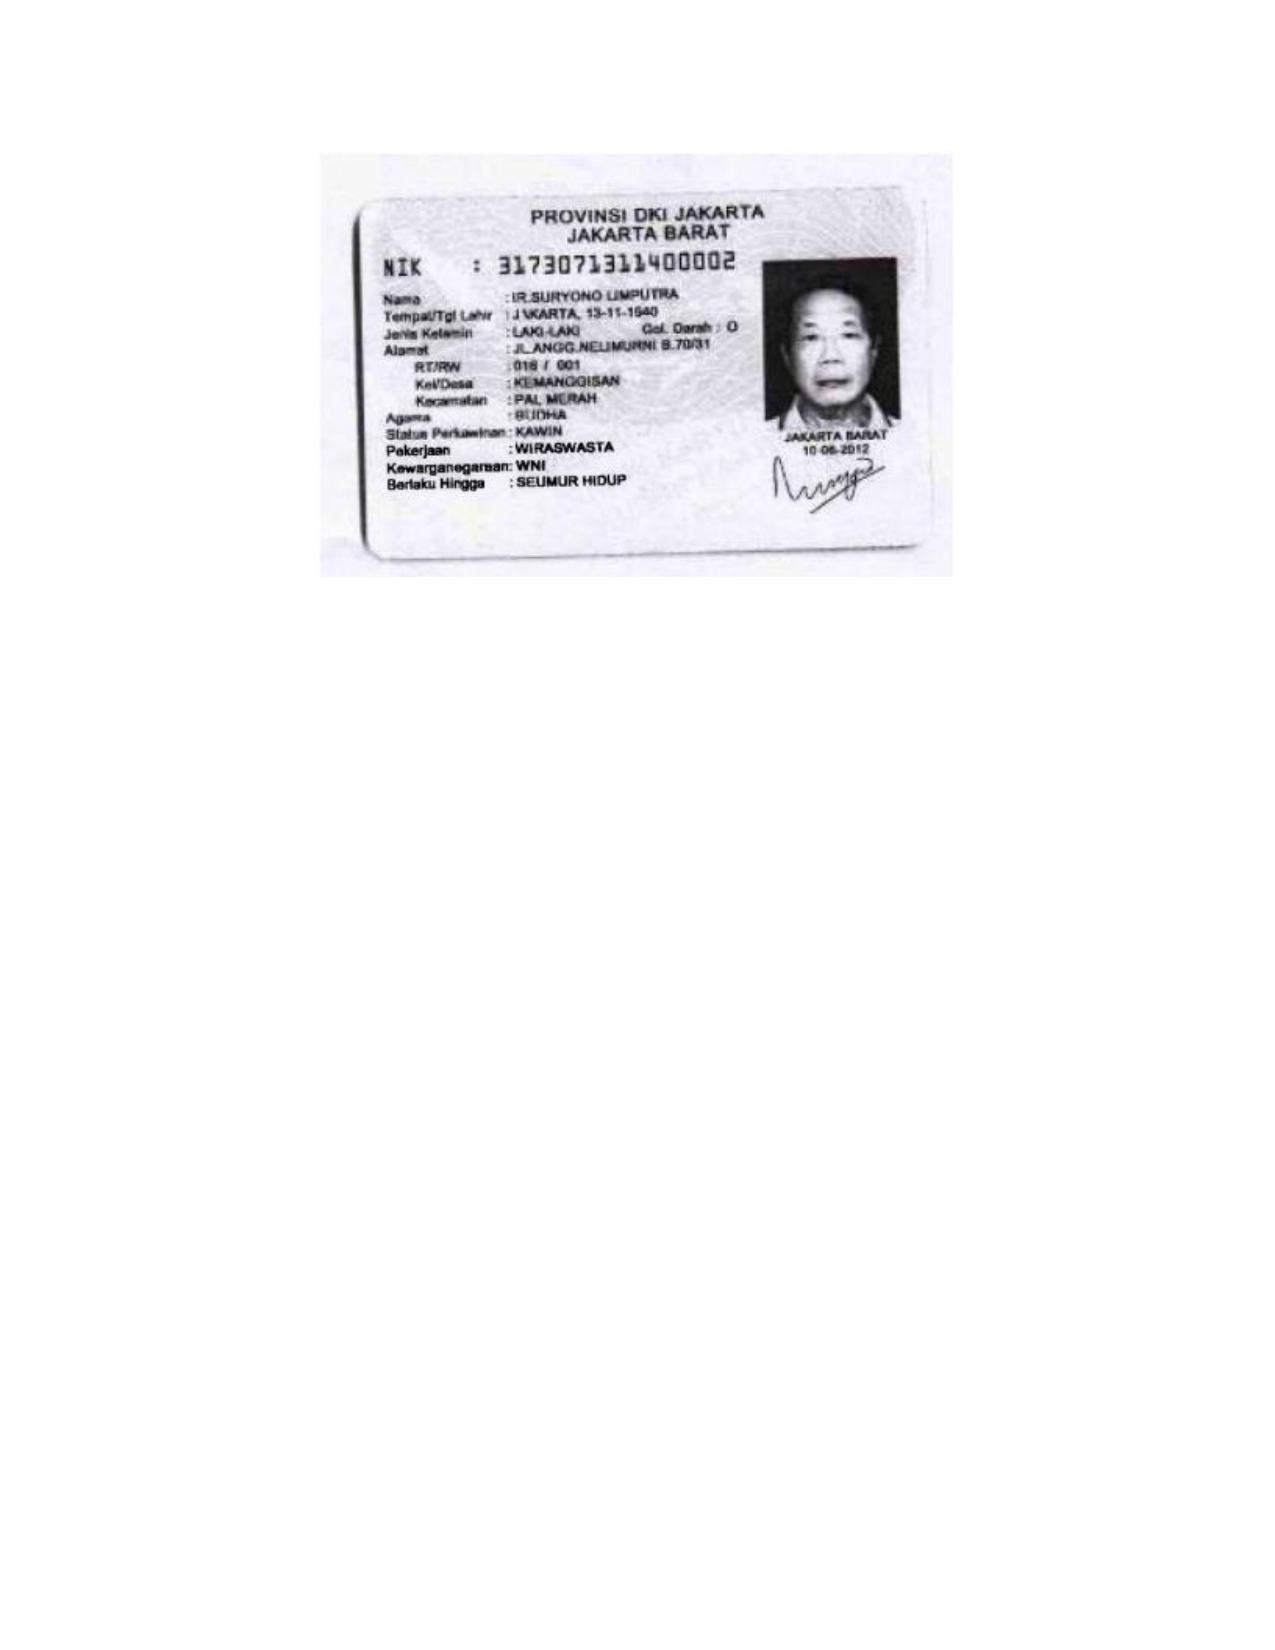 PROVINSI DKI JAKARTA
JAKARTA BARAT
NIK : 3173071311400002
Nama : IR.SURYONO LIMPUTRA
Tempat/Tgl Lahir : JAKARTA, 13-11-1940
Jenis Kelamin : LAKI-LAKI Gol. Darah : O
Alamat : JL.ANGG.NELIMURNI B.70/31
RT/RW : 016 / 001
Kel/Desa : KEMANGGISAN
Kecamatan : PAL MERAH
Agama : BUDHA
Status Perkawinan : KAWIN
Pekerjaan : WIRASWASTA
Kewarganegaraan: WNI
Berlaku Hingga : SEUMUR HIDUP
JAKARTA BARAT
10-06-2012